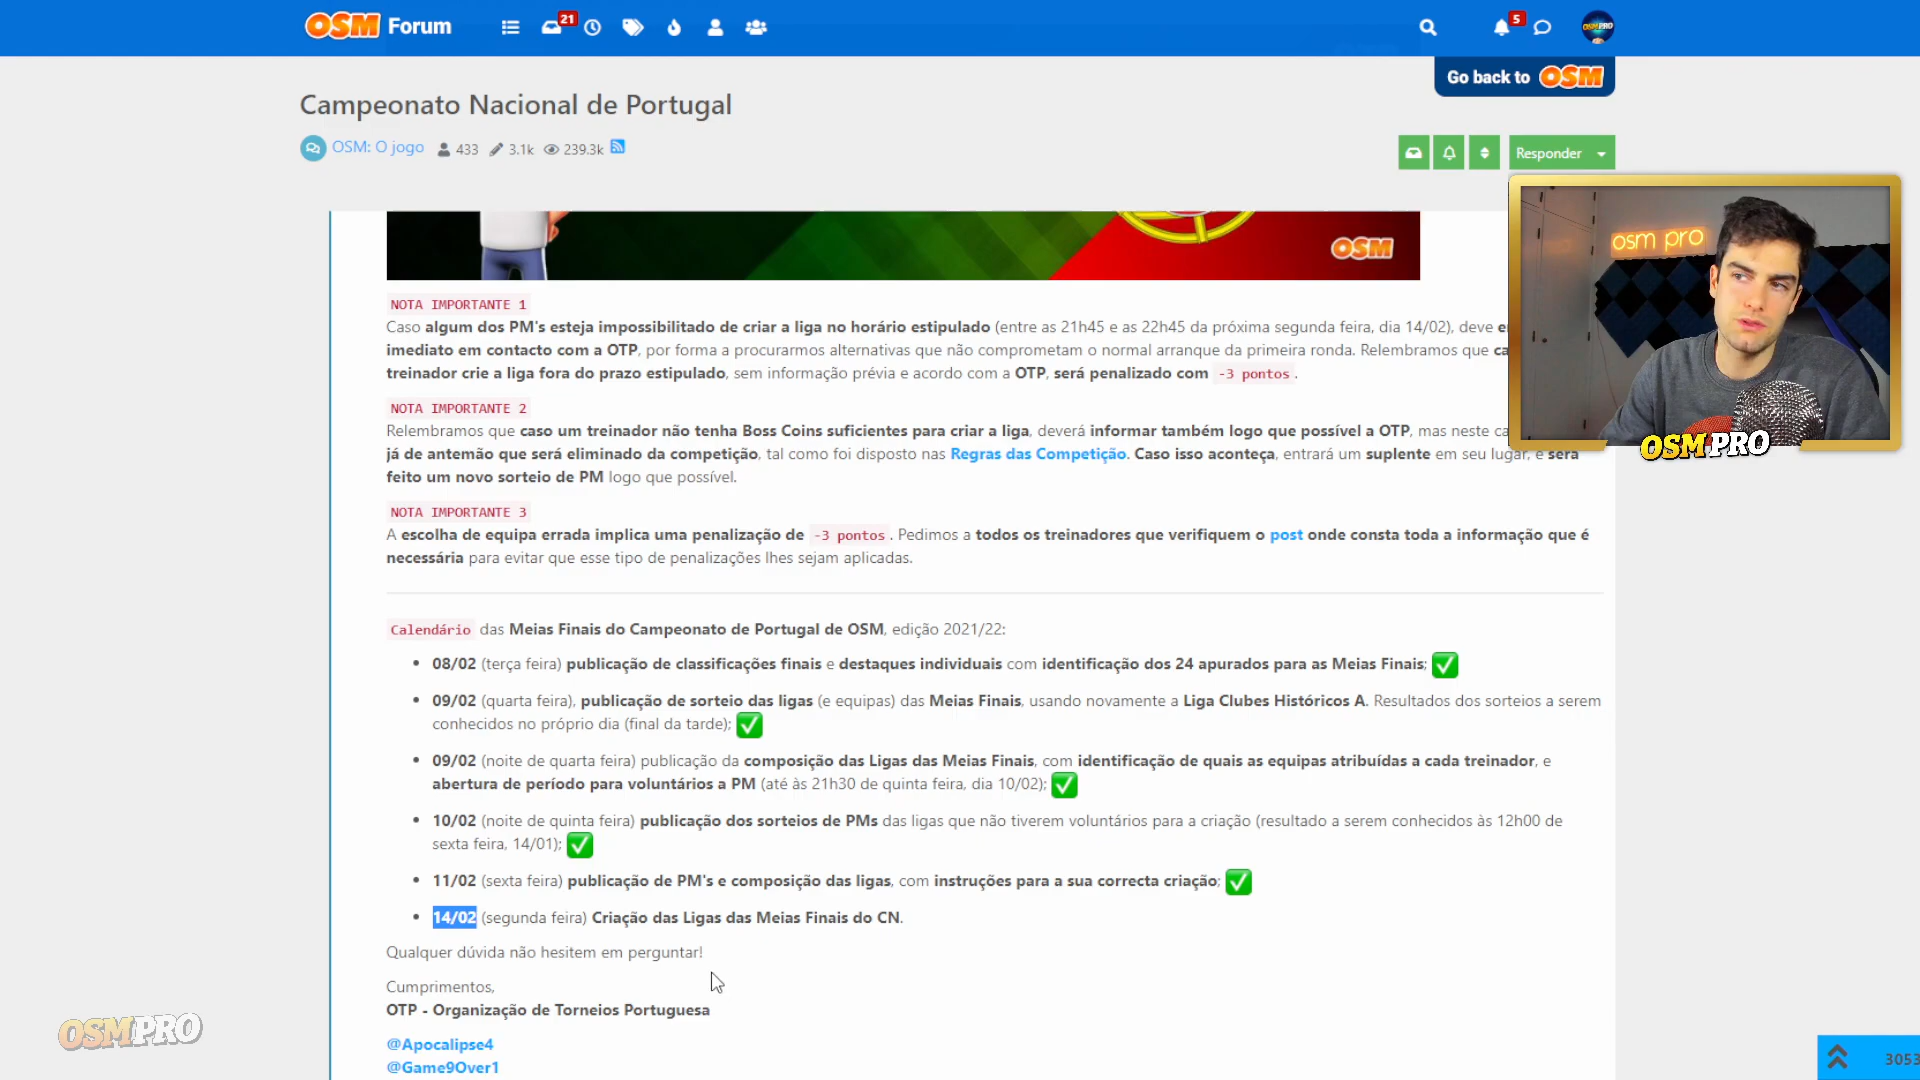 OSM Forum
21
5
OSM PRO
Go back to OSM
Campeonato Nacional de Portugal
OSM: O jogo 433 3.1k 239.3k
Responder
osm pro
OSM
OSM PRO
NOTA IMPORTANTE 1
Caso algum dos PM's esteja impossibilitado de criar a liga no horário estipulado (entre as 21h45 e as 22h45 da próxima segunda feira, dia 14/02), deve
imediato em contacto com a OTP, por forma a procurarmos alternativas que não comprometam o normal arranque da primeira ronda. Relembramos que
treinador crie a liga fora do prazo estipulado, sem informação prévia e acordo com a OTP, será penalizado com -3 pontos.
NOTA IMPORTANTE 2
Relembramos que caso um treinador não tenha Boss Coins suficientes para criar a liga, deverá informar também logo que possível a OTP, mas neste
já de antemão que será eliminado da competição, tal como foi disposto nas Regras das Competição. Caso isso aconteça, entrará um suplente em seu lugar, e será
feito um novo sorteio de PM logo que possível.
NOTA IMPORTANTE 3
A escolha de equipa errada implica uma penalização de -3 pontos. Pedimos a todos os treinadores que verifiquem o post onde consta toda a informação que é
necessária para evitar que esse tipo de penalizações lhes sejam aplicadas.
Calendário das Meias Finais do Campeonato de Portugal de OSM, edição 2021/22:
• 08/02 (terça feira) publicação de classificações finais e destaques individuais com identificação dos 24 apurados para as Meias Finais;
• 09/02 (quarta feira), publicação de sorteio das ligas (e equipas) das Meias Finais, usando novamente a Liga Clubes Históricos A. Resultados dos sorteios a serem
conhecidos no próprio dia (final da tarde);
• 09/02 (noite de quarta feira) publicação da composição das Ligas das Meias Finais, com identificação de quais as equipas atribuídas a cada treinador, e
abertura de período para voluntários a PM (até às 21h30 de quinta feira, dia 10/02);
• 10/02 (noite de quinta feira) publicação dos sorteios de PMs das ligas que não tiverem voluntários para a criação (resultado a serem conhecidos às 12h00 de
sexta feira, 14/01);
• 11/02 (sexta feira) publicação de PM's e composição das ligas, com instruções para a sua correcta criação;
• 14/02 (segunda feira) Criação das Ligas das Meias Finais do CN.
Qualquer dúvida não hesitem em perguntar!
Cumprimentos,
OTP - Organização de Torneios Portuguesa
@Apocalipse4
@Game9Over1
OSM PRO
3053